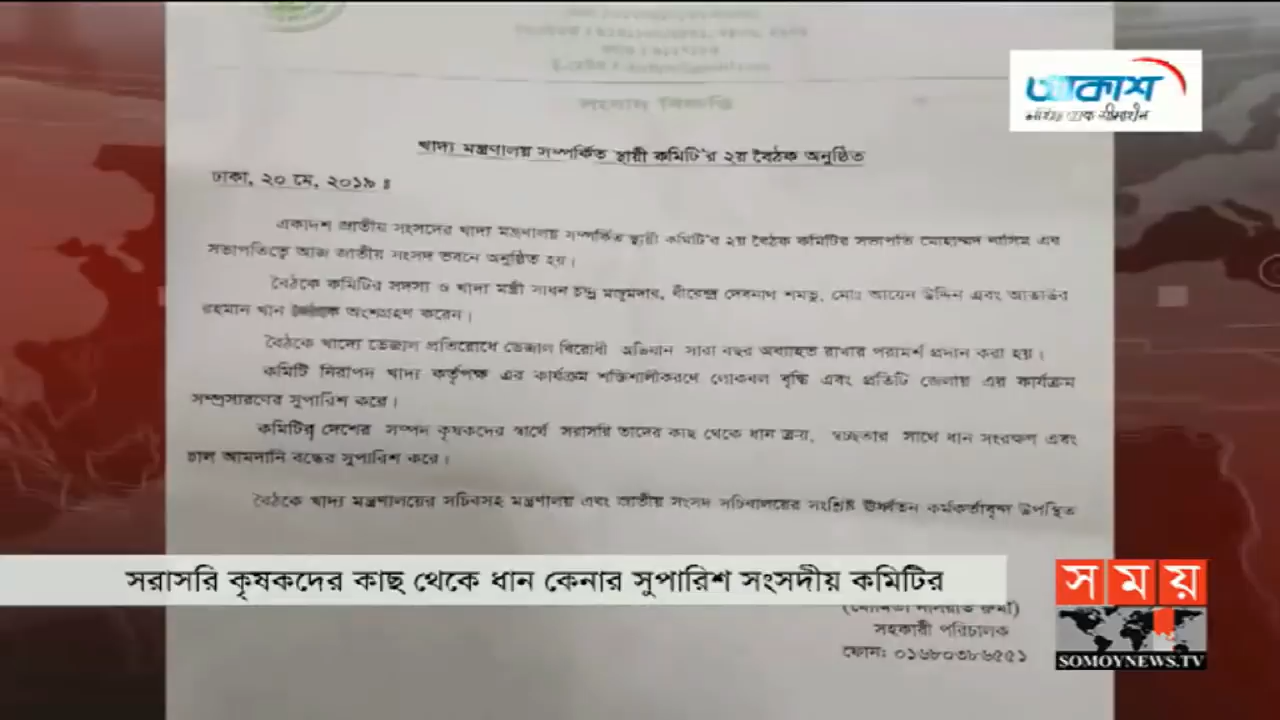 আকাশ
সংবাদ বিজ্ঞপ্তি
খাদ্য মন্ত্রণালয় সম্পর্কিত স্থায়ী কমিটি'র ২য় বৈঠক অনুষ্ঠিত
ঢাকা, ২০ মে, ২০১৯ ঃ
একাদশ জাতীয় সংসদের খাদ্য মন্ত্রণালয় সম্পর্কিত স্থায়ী কমিটি'র ২য় বৈঠক কমিটির সভাপতি মোহাম্মদ নাসিম এর
সভাপতিত্বে আজ জাতীয় সংসদ ভবনে অনুষ্ঠিত হয়।
বৈঠকে কমিটির সদস্য ও খাদ্য মন্ত্রী সাধন চন্দ্র মজুমদার, ধীরেন্দ্র দেবনাথ শম্ভু, মোঃ আয়েন উদ্দিন এবং আতাউর
রহমান খান অংশগ্রহণ করেন।
বৈঠকে খাদ্যে ভেজাল প্রতিরোধে ভেজাল বিরোধী অভিযান সারা বছর অব্যাহত রাখার পরামর্শ প্রদান করা হয়।
কমিটি নিরাপদ খাদ্য কর্তৃপক্ষ এর কার্যক্রম শক্তিশালীকরণে লোকবল বৃদ্ধি এবং প্রতিটি জেলায় এর কার্যক্রম
সম্প্রসারণের সুপারিশ করে।
কমিটির দেশের সম্পদ কৃষকদের স্বার্থে সরাসরি তাদের কাছ থেকে ধান ক্রয়, স্বচ্ছতার সাথে ধান সংরক্ষণ এবং
চাল আমদানি বন্ধের সুপারিশ করে।
বৈঠকে খাদ্য মন্ত্রণালয়ের সচিবসহ মন্ত্রণালয় এবং জাতীয় সংসদ সচিবালয়ের সংশ্লিষ্ট ঊর্ধ্বতন কর্মকর্তাবৃন্দ উপস্থিত
সরাসরি কৃষকদের কাছ থেকে ধান কেনার সুপারিশ সংসদীয় কমিটির
সহকারী পরিচালক
ফোন: ০১৬৮০৩৮৬৫৫১
সময়
SOMOYNEWS.TV